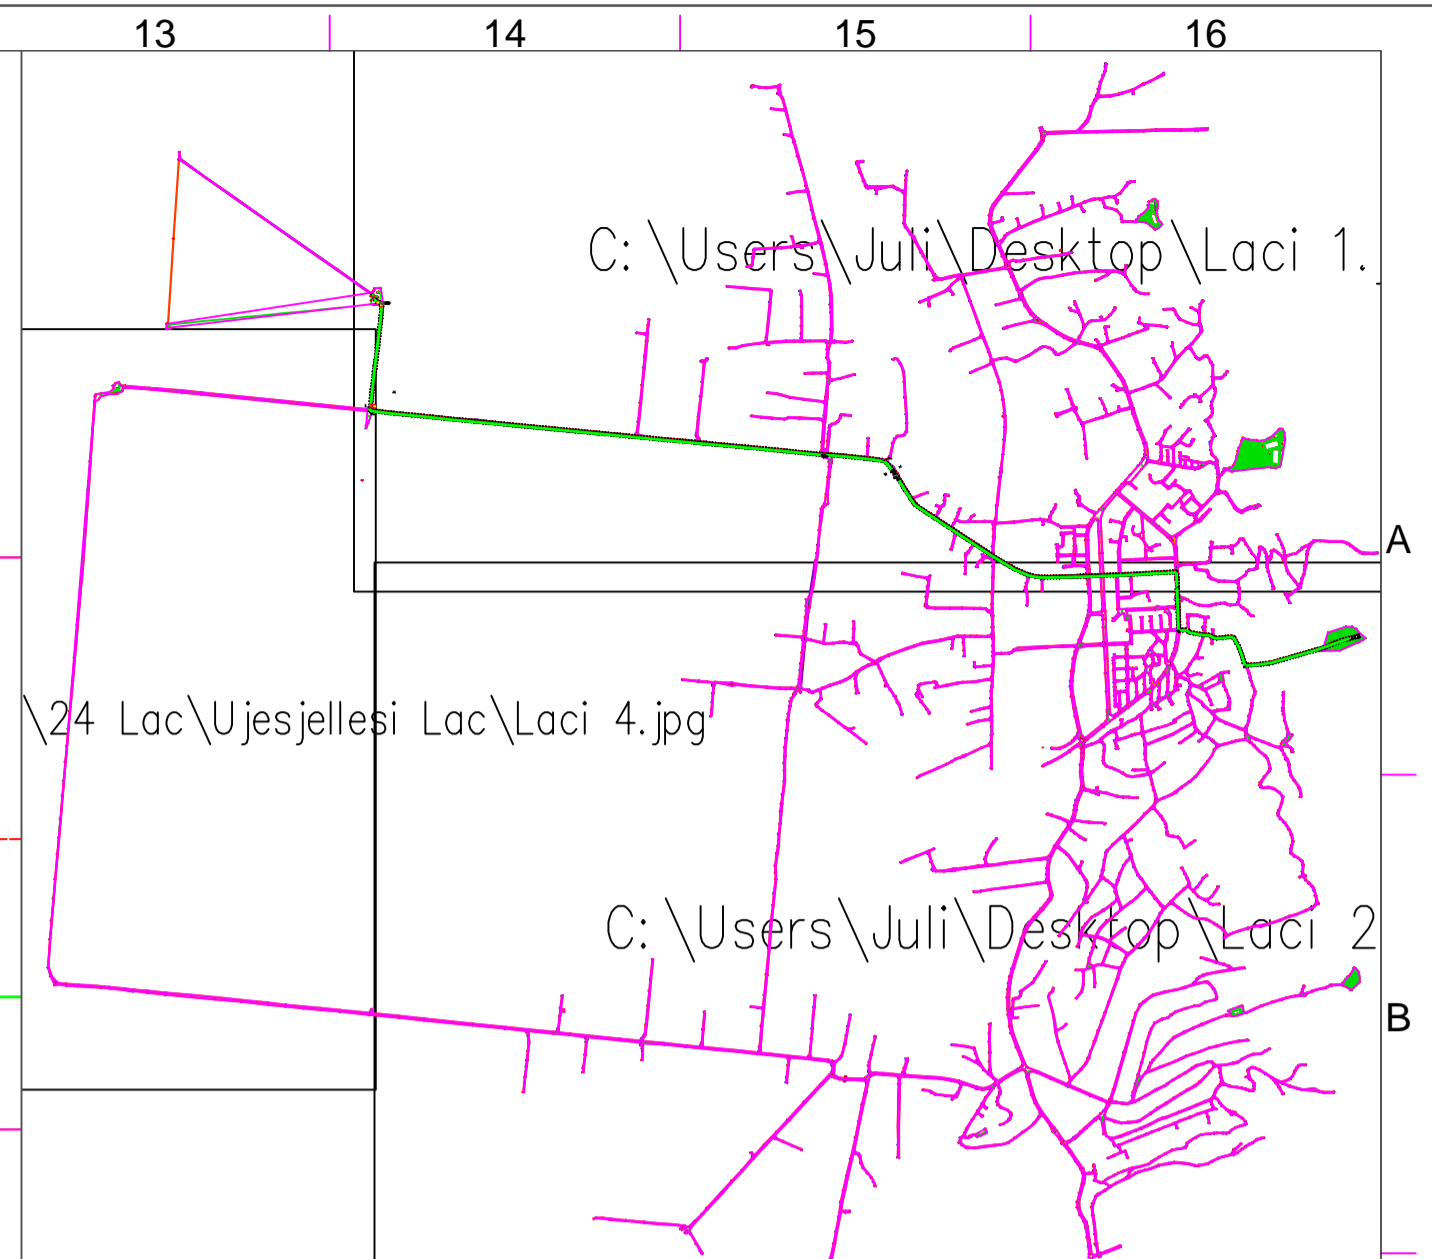 13 14 15 16
C:\Users\Juli\Desktop\Laci 1.
A
\24 Lac\Ujesjellesi Lac\Laci 4.jpg
C:\Users\Juli\Desktop\Laci 2
B